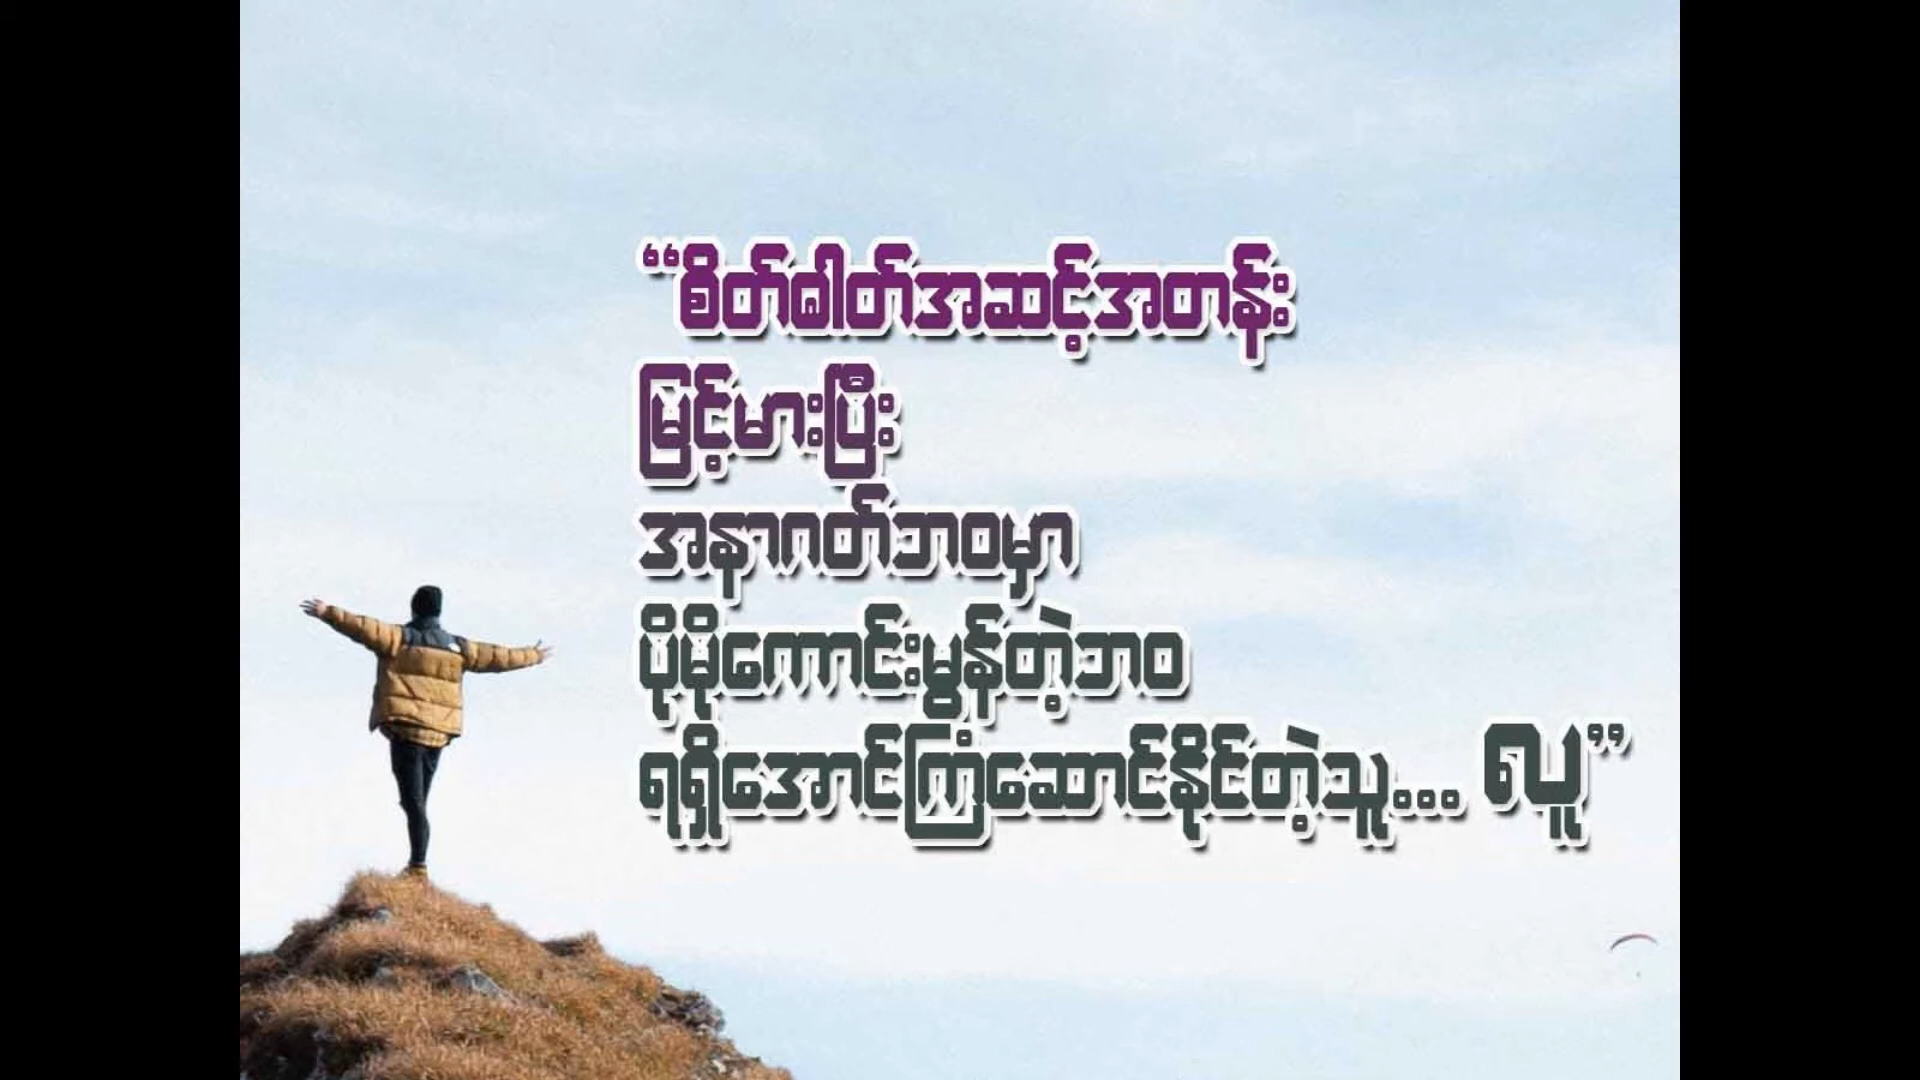 “စိတ်ဓါတ်အဆင့်အတန်း
မြင့်မားပြီး
အနာဂတ်ဘဝမှာ
ပိုမိုကောင်းမွန်တဲ့ဘဝ
ရရှိအောင်ကြံဆောင်နိုင်တဲ့သူ... လူ”